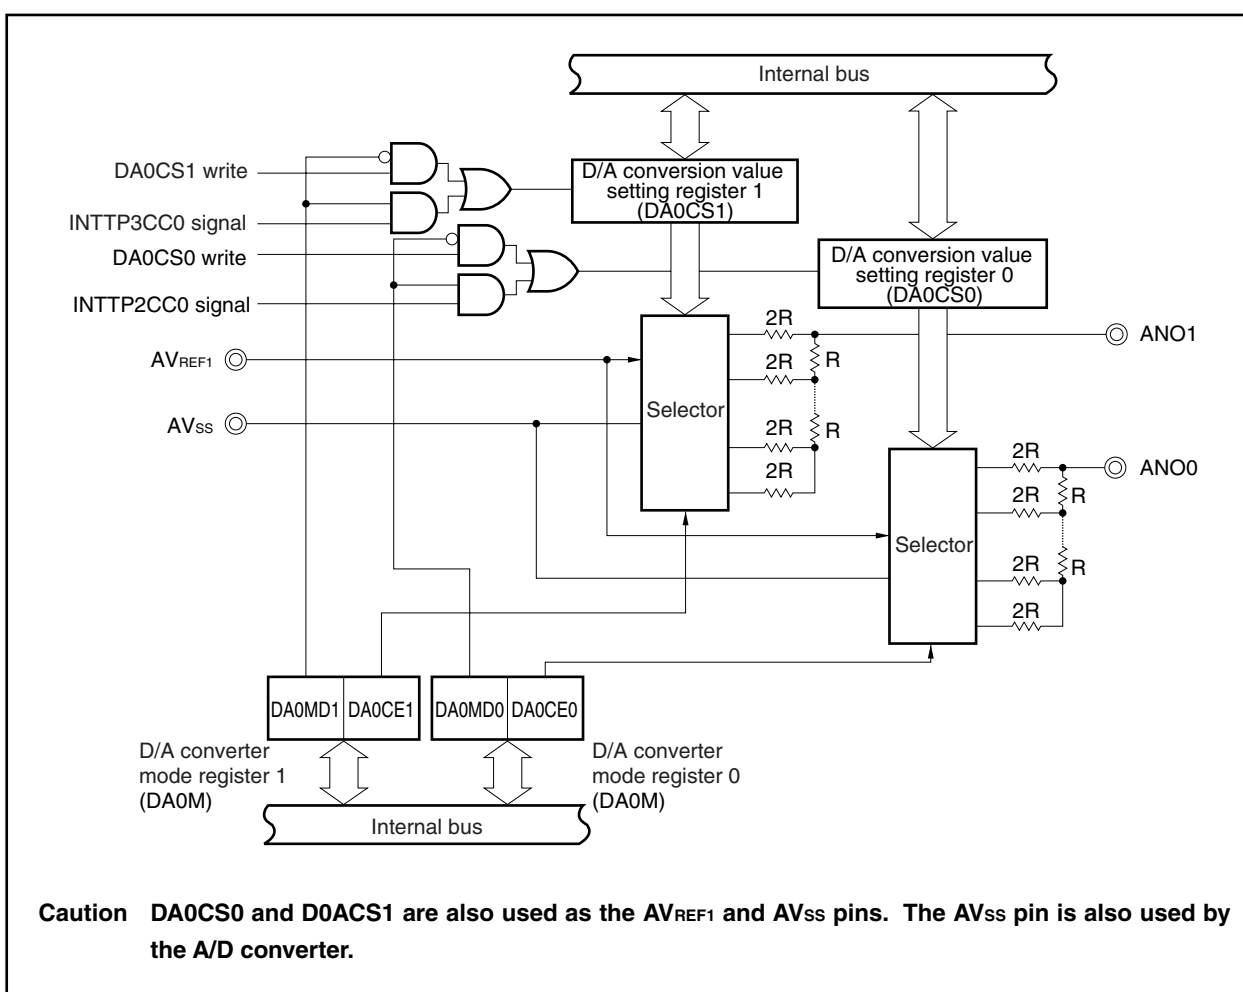 Internal bus
DA0CS1 write
D/A conversion value
setting register 1
(DA0CS1)
INTTP3CC0 signal
DA0CS0 write
D/A conversion value
setting register 0
(DA0CS0)
INTTP2CC0 signal
2R
ANO1
AVREF1
R
2R
Selector
AVSS
2R
R
2R
2R
ANO0
2R
R
Selector
2R
R
2R
DA0MD1
DA0CE1
DA0MD0
DA0CE0
D/A converter
mode register 1
(DA0M)
D/A converter
mode register 0
(DA0M)
Internal bus
Caution DA0CS0 and D0ACS1 are also used as the AVREF1 and AVSS pins. The AVSS pin is also used by
the A/D converter.